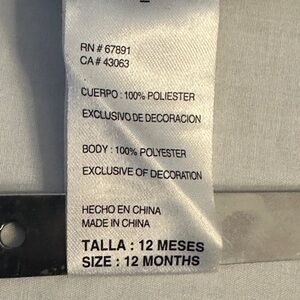 RN # 67891
CA # 43063
CUERPO : 100% POLIESTER
EXCLUSIVO DE DECORACION
BODY : 100% POLYESTER
EXCLUSIVE OF DECORATION
HECHO EN CHINA
MADE IN CHINA
TALLA : 12 MESES
SIZE : 12 MONTHS